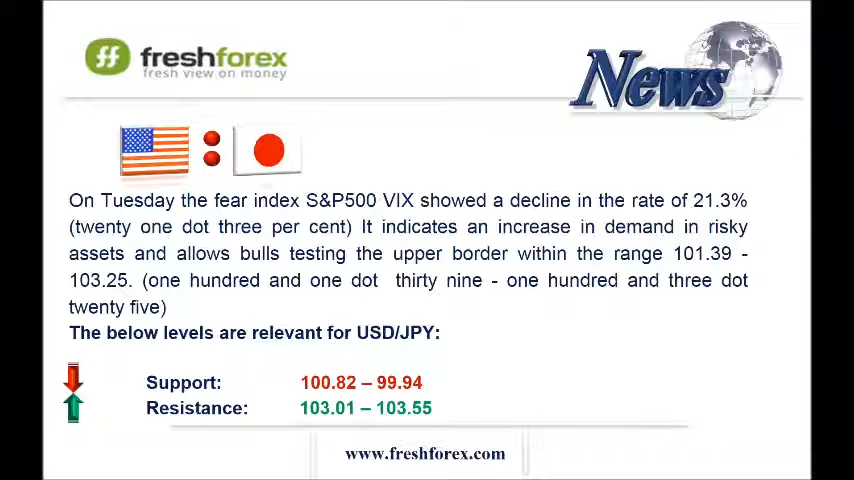 freshforex
fresh view on money
News
On Tuesday the fear index S&P500 VIX showed a decline in the rate of 21.3%
(twenty one dot three per cent) It indicates an increase in demand in risky
assets and allows bulls testing the upper border within the range 101.39 -
103.25. (one hundred and one dot thirty nine - one hundred and three dot
twenty five)
The below levels are relevant for USD/JPY:
Support: 100.82 – 99.94
Resistance: 103.01 – 103.55
www.freshforex.com